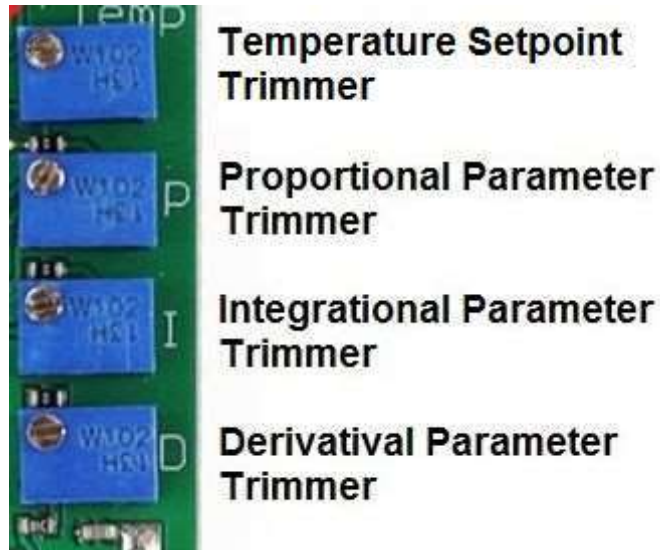 Temp
W102
Temperature Setpoint
Trimmer
W102
P
Proportional Parameter
Trimmer
W102
I
Integrational Parameter
Trimmer
W102
D
Derivatival Parameter
Trimmer